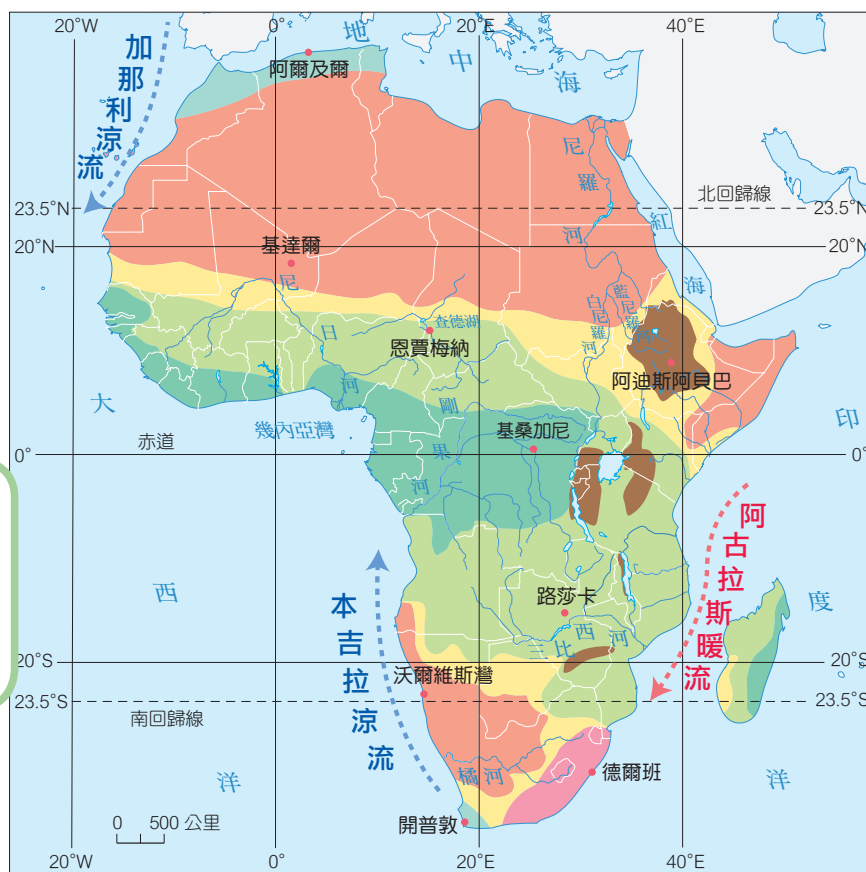 20°W
0°
20°E
40°E
地中海
加那利涼流
阿爾及爾
尼羅河
紅海
北回歸線
23.5°N
23.5°N
20°N
20°N
基達爾
尼日河
查德湖
恩賈梅納
白尼羅河
藍尼羅河
阿迪斯阿貝巴
大西洋
幾內亞灣
剛果河
基桑加尼
印度洋
赤道
0°
0°
阿古拉斯暖流
本吉拉涼流
路莎卡
三比西河
20°S
20°S
沃爾維斯灣
23.5°S
23.5°S
南回歸線
橘河
德爾班
開普敦
0 500 公里
20°W
0°
20°E
40°E